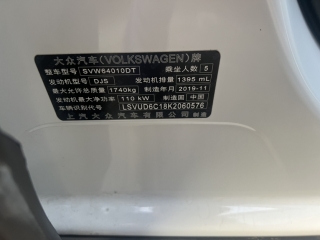 大众汽车(VOLKSWAGEN)牌
整车型号 SVW64010DT 乘坐人数 5
发动机型号 DJS 发动机排量 1395 mL
最大允许总质量 1740kg 制造年月 2019-11
发动机最大净功率 110 kW 制造国 中国
车辆识别代号 LSVUD6C18K2060576
上汽大众汽车有限公司 制造